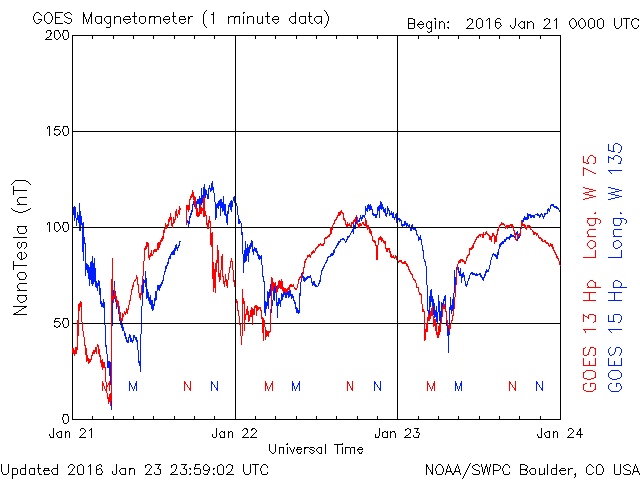 GOES Magnetometer (1 minute data)
Begin: 2016 Jan 21 0000 UTC
200
150
100
50
0
NanoTesla (nT)
M M N N M M N N M M N N
Jan 21 Jan 22 Jan 23 Jan 24
Universal Time
GOES 13 Hp Long. W 75
GOES 15 Hp Long. W 135
Updated 2016 Jan 23 23:59:02 UTC
NOAA/SWPC Boulder, CO USA